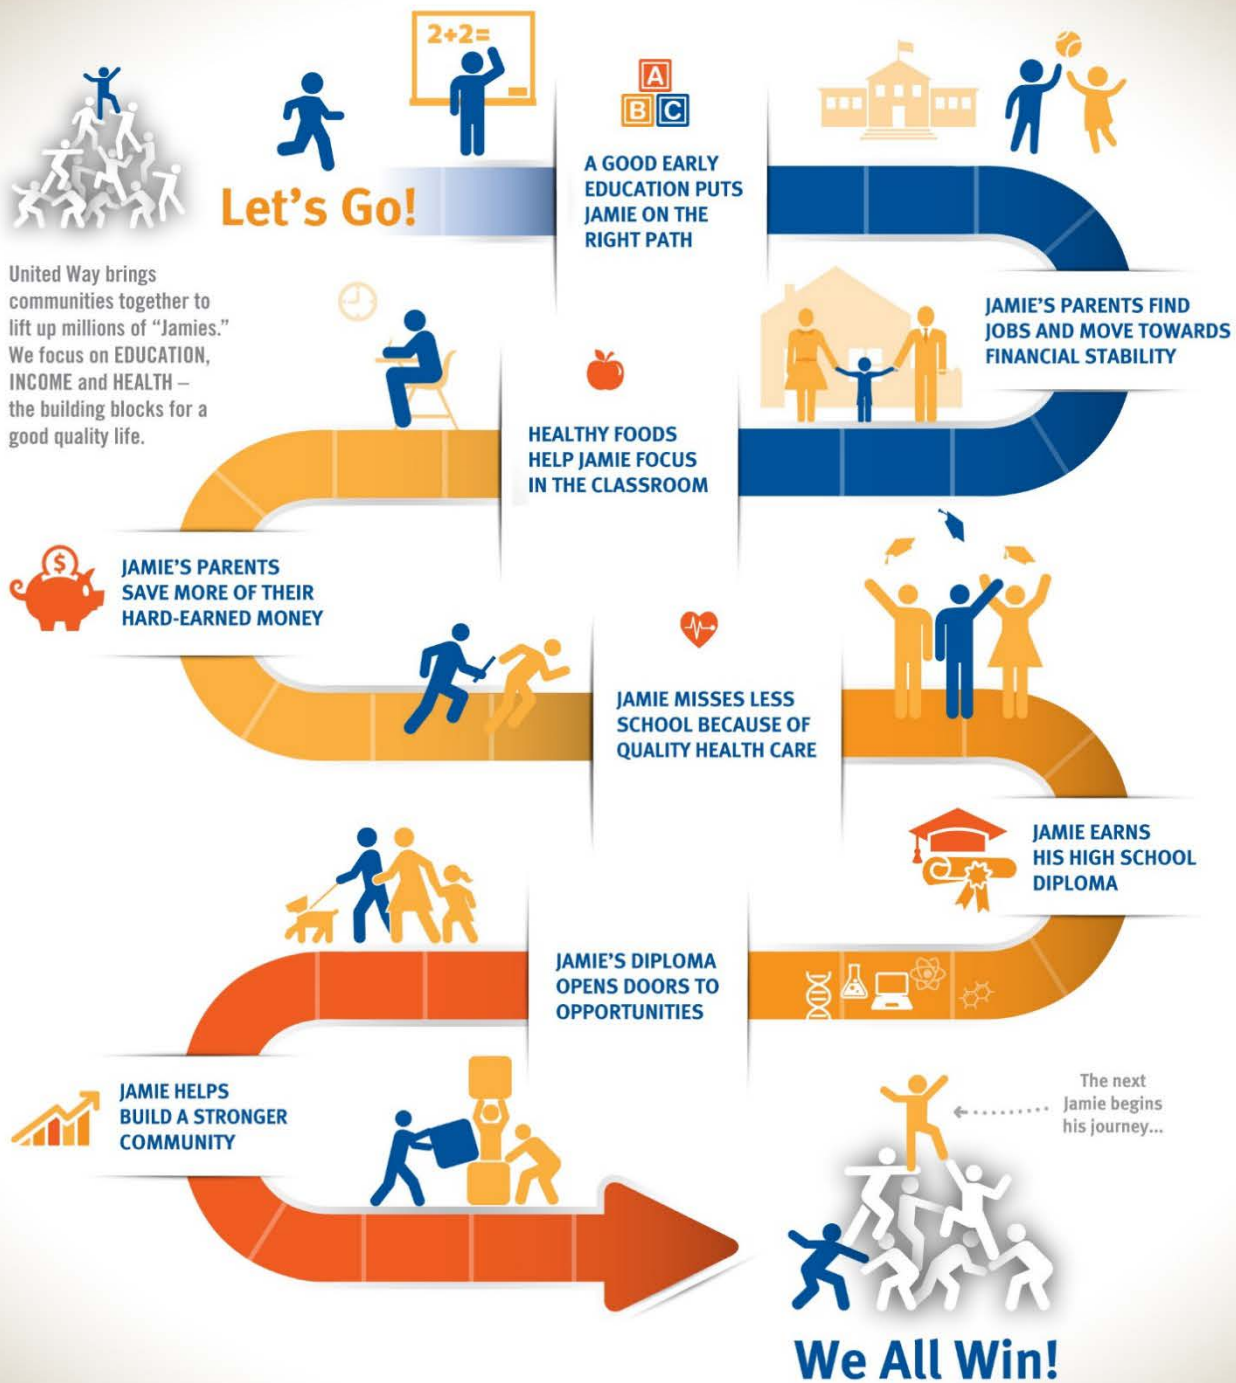 2+2=
A
B C
Let's Go!
A GOOD EARLY
EDUCATION PUTS
JAMIE ON THE
RIGHT PATH
United Way brings
communities together to
lift up millions of “Jamies.”
We focus on EDUCATION,
INCOME and HEALTH –
the building blocks for a
good quality life.
JAMIE'S PARENTS FIND
JOBS AND MOVE TOWARDS
FINANCIAL STABILITY
HEALTHY FOODS
HELP JAMIE FOCUS
IN THE CLASSROOM
$
JAMIE'S PARENTS
SAVE MORE OF THEIR
HARD-EARNED MONEY
JAMIE MISSES LESS
SCHOOL BECAUSE OF
QUALITY HEALTH CARE
JAMIE EARNS
HIS HIGH SCHOOL
DIPLOMA
JAMIE'S DIPLOMA
OPENS DOORS TO
OPPORTUNITIES
JAMIE HELPS
BUILD A STRONGER
COMMUNITY
The next
Jamie begins
his journey...
We All Win!